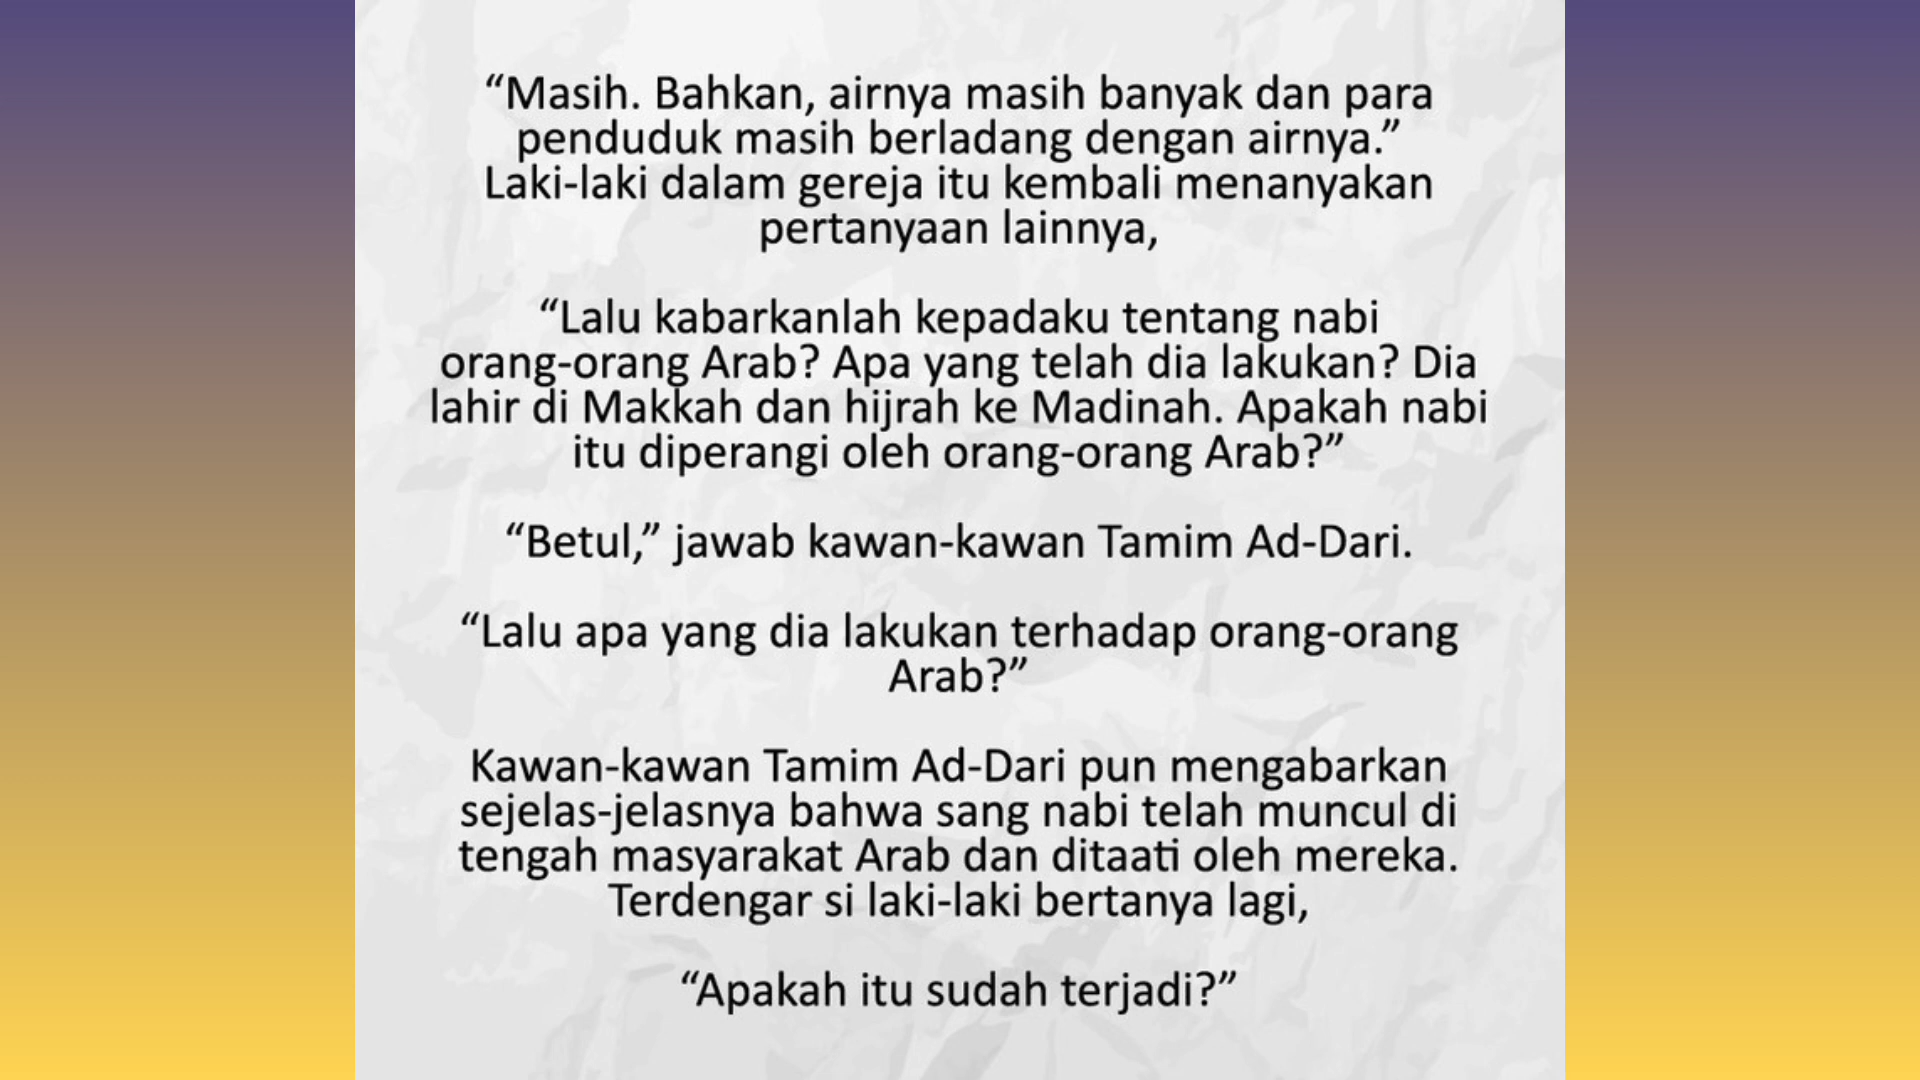 “Masih. Bahkan, airnya masih banyak dan para
penduduk masih berladang dengan airnya.”
Laki-laki dalam gereja itu kembali menanyakan
pertanyaan lainnya,
“Lalu kabarkanlah kepadaku tentang nabi
orang-orang Arab? Apa yang telah dia lakukan? Dia
lahir di Makkah dan hijrah ke Madinah. Apakah nabi
itu diperangi oleh orang-orang Arab?”
“Betul,” jawab kawan-kawan Tamim Ad-Dari.
“Lalu apa yang dia lakukan terhadap orang-orang
Arab?”
Kawan-kawan Tamim Ad-Dari pun mengabarkan
sejelas-jelasnya bahwa sang nabi telah muncul di
tengah masyarakat Arab dan ditaati oleh mereka.
Terdengar si laki-laki bertanya lagi,
“Apakah itu sudah terjadi?”